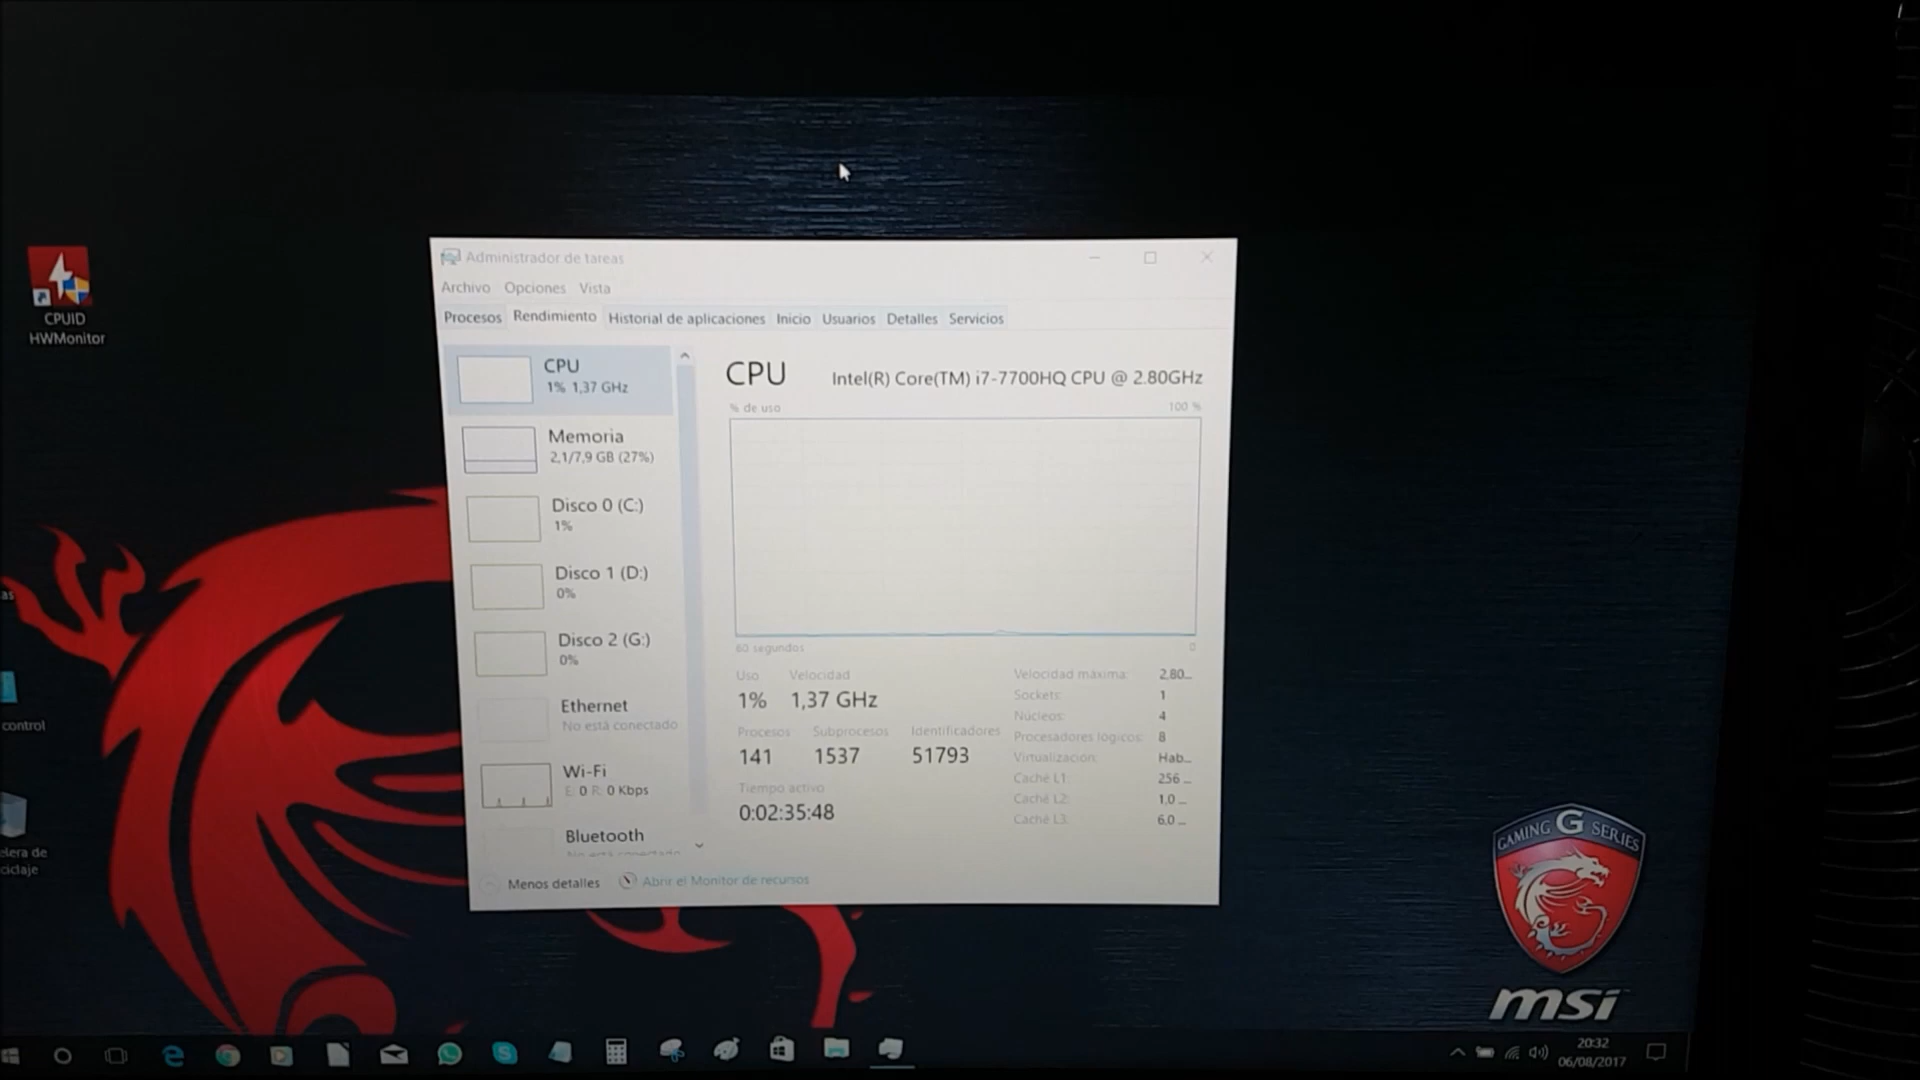 CPUID
HWMonitor
as
control
elera de
ciclaje
Administrador de tareas
Archivo Opciones Vista
Procesos Rendimiento Historial de aplicaciones Inicio Usuarios Detalles Servicios
CPU
1% 1,37 GHz
Memoria
2,1/7,9 GB (27%)
Disco 0 (C:)
1%
Disco 1 (D:)
0%
Disco 2 (G:)
0%
Ethernet
No está conectado
Wi-Fi
E: 0 R: 0 Kbps
Bluetooth
CPU Intel(R) Core(TM) i7-7700HQ CPU @ 2.80GHz
% de uso 100 %
60 segundos 0
Uso Velocidad
1% 1,37 GHz
Procesos Subprocesos Identificadores
141 1537 51793
Tiempo activo
0:02:35:48
Velocidad máxima: 2,80...
Sockets: 1
Núcleos: 4
Procesadores lógicos: 8
Virtualización: Hab...
Caché L1: 256 ...
Caché L2: 1,0 ...
Caché L3: 6,0 ...
Menos detalles Abrir el Monitor de recursos
GAMING G SERIES
msi
20:32
06/08/2017